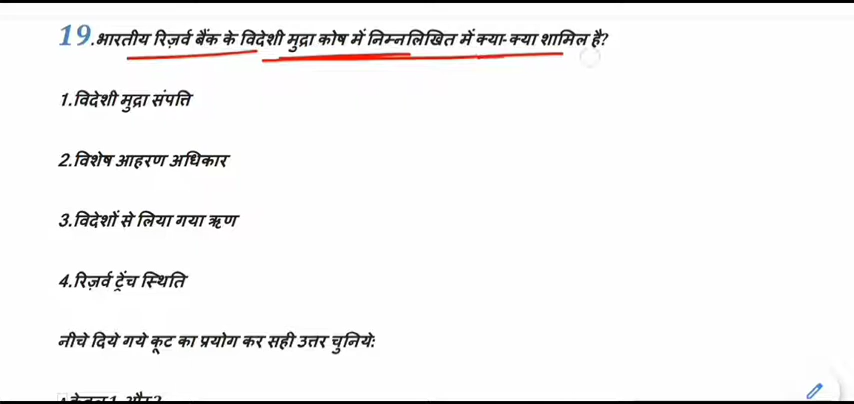 19.भारतीय रिज़र्व बैंक के विदेशी मुद्रा कोष में निम्नलिखित में क्या-क्या शामिल है?
1.विदेशी मुद्रा संपत्ति
2.विशेष आहरण अधिकार
3.विदेशों से लिया गया ऋण
4.रिज़र्व ट्रेंच स्थिति
नीचे दिये गये कूट का प्रयोग कर सही उत्तर चुनिये: